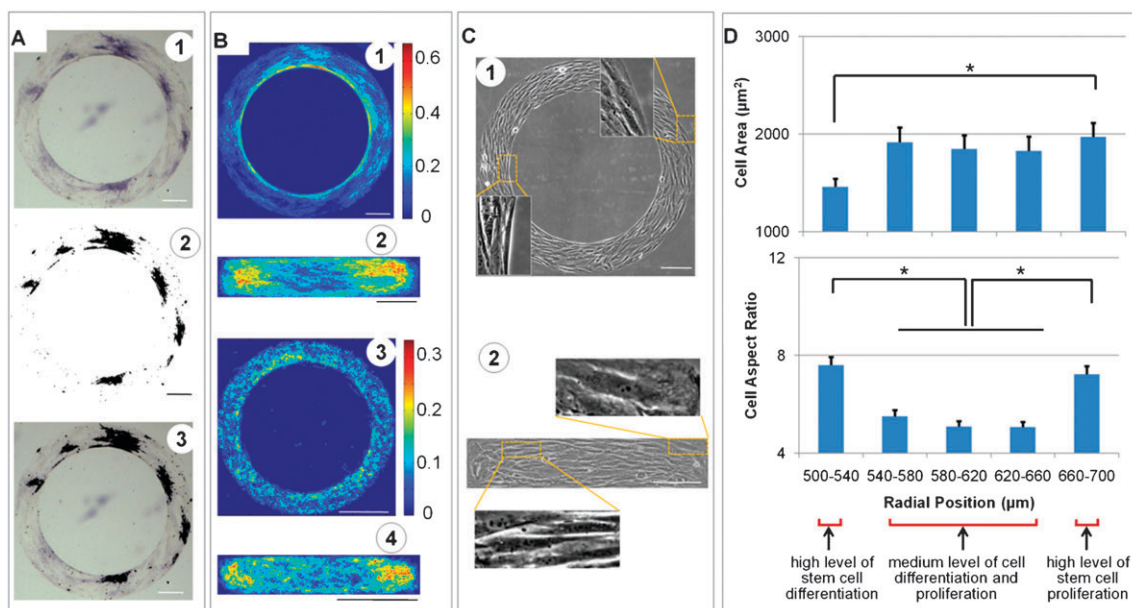 A
1
2
3
B
1
0.6
0.4
0.2
0
2
3
0.3
0.2
0.1
0
4
C
1
2
D
3000
2000
1000
Cell Area (µm²)
*
12
8
4
Cell Aspect Ratio
* *
500-540 540-580 580-620 620-660 660-700
Radial Position (µm)
high level of
stem cell
differentiation
medium level of cell
differentiation and
proliferation
high level of
stem cell
proliferation